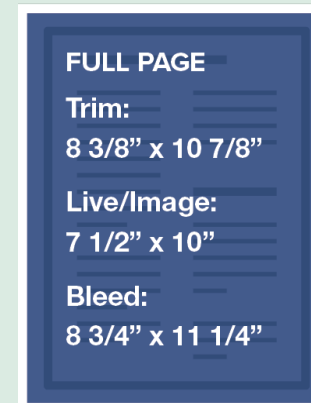 FULL PAGE
Trim:
8 3/8” x 10 7/8”
Live/Image:
7 1/2” x 10”
Bleed:
8 3/4” x 11 1/4”